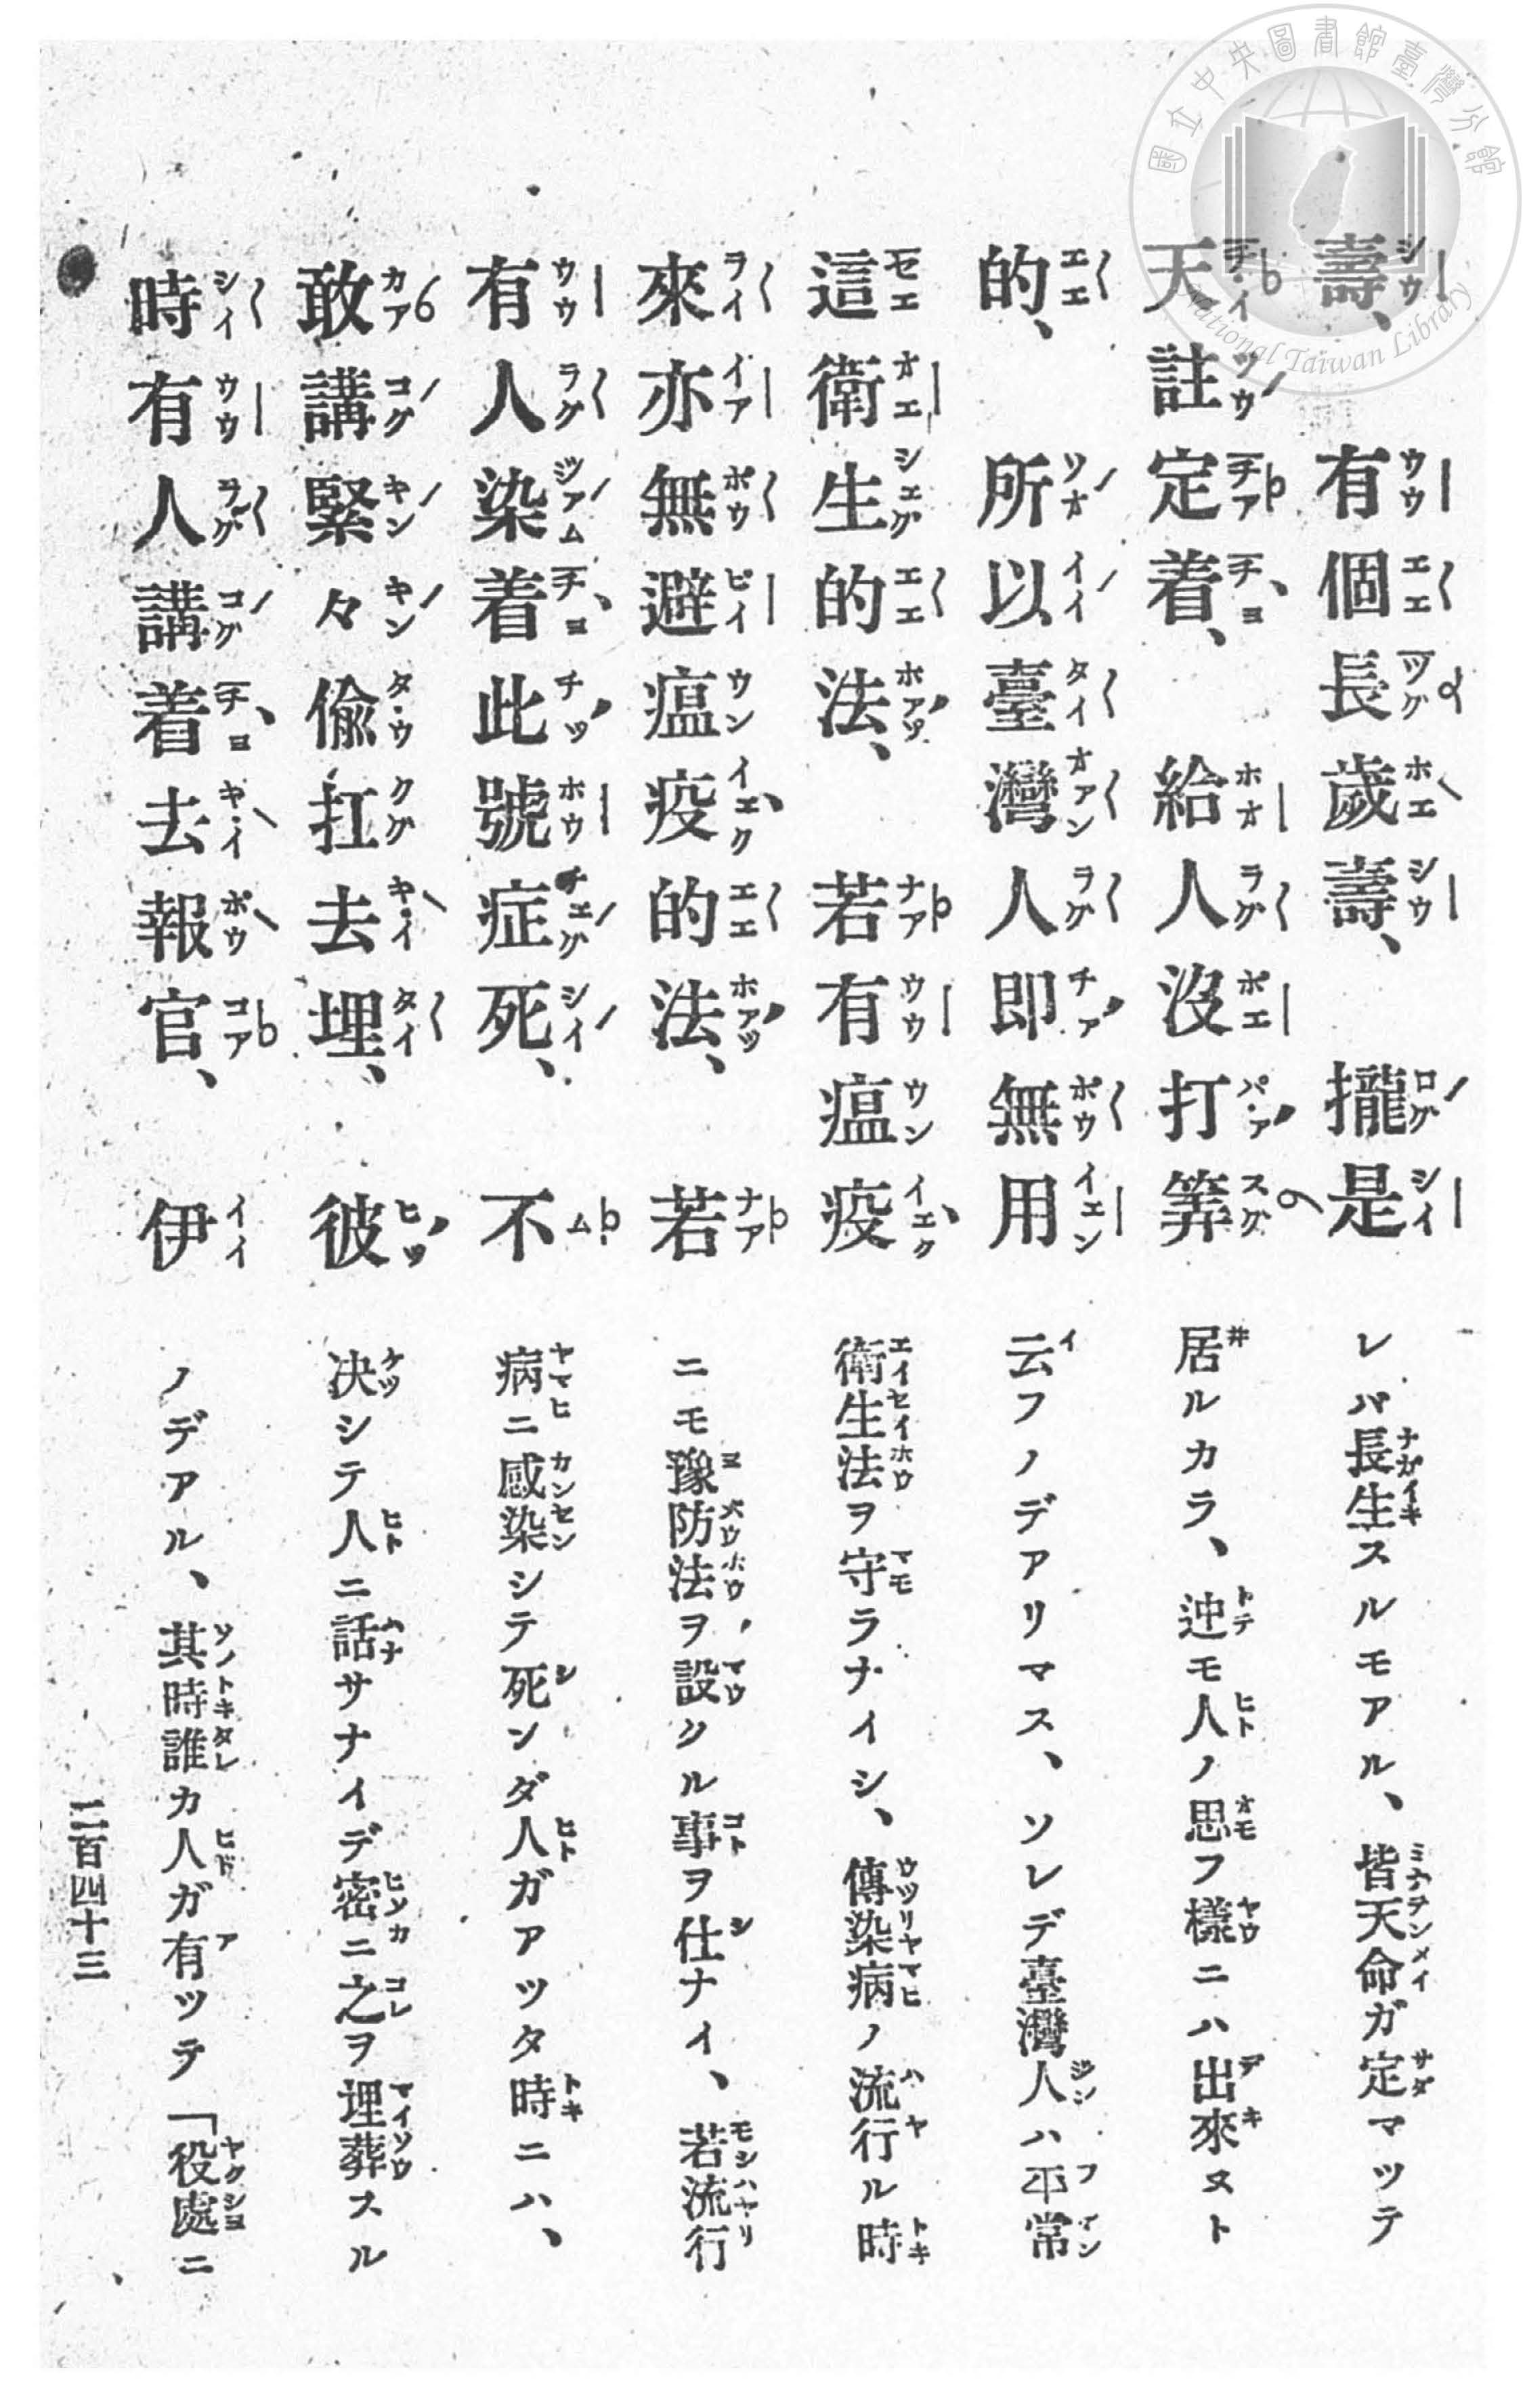 壽、有個長歲壽、攏是
天註定着、給人沒打筭
的、所以臺灣人即無用
這衛生的法、若有瘟疫
來亦無避瘟疫的法、若
有人染着此號症死、不
敢講緊々偸扛去埋、彼
時有人講着去報官、伊
レバ長生スルモアル、皆天命ガ定マツテ
居ルカラ、迚モ人ノ思フ樣ニハ出來ヌト
云フノデアリマス、ソレデ臺灣人ハ平常
衛生法ヲ守ラナイシ、傳染病ノ流行ル時
ニモ豫防法ヲ設クル事ヲ仕ナイ、若流行
病ニ感染シテ死ンダ人ガアツタ時ニハ、
决シテ人ニ話サナイデ密ニ之ヲ埋葬スル
ノデアル、其時誰カ人ガ有ツテ「役處ニ
二百四十三
國立中央圖書館臺灣分館
National Taiwan Library